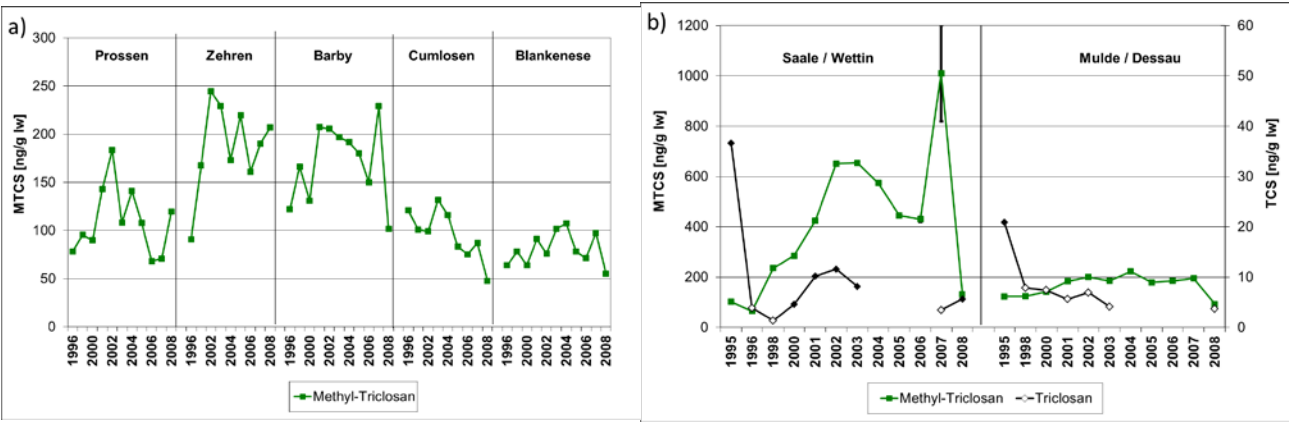 a)
MTCS [ng/g lw]
300
250
200
150
100
50
0
Prossen Zehren Barby Cumlosen Blankenese
1996 2000 2002 2004 2006 2008 1996 2000 2002 2004 2006 2008 1996 2000 2002 2004 2006 2008 1996 2000 2002 2004 2006 2008 1996 2000 2002 2004 2006 2008
Methyl-Triclosan
b)
MTCS [ng/g lw]
1200
1000
800
600
400
200
0
Saale / Wettin Mulde / Dessau
60
50
40
30
20
10
0
TCS [ng/g lw]
1995 1996 1998 2000 2001 2002 2003 2004 2005 2006 2007 2008 1995 1998 2000 2001 2002 2003 2004 2005 2006 2007 2008
Methyl-Triclosan Triclosan